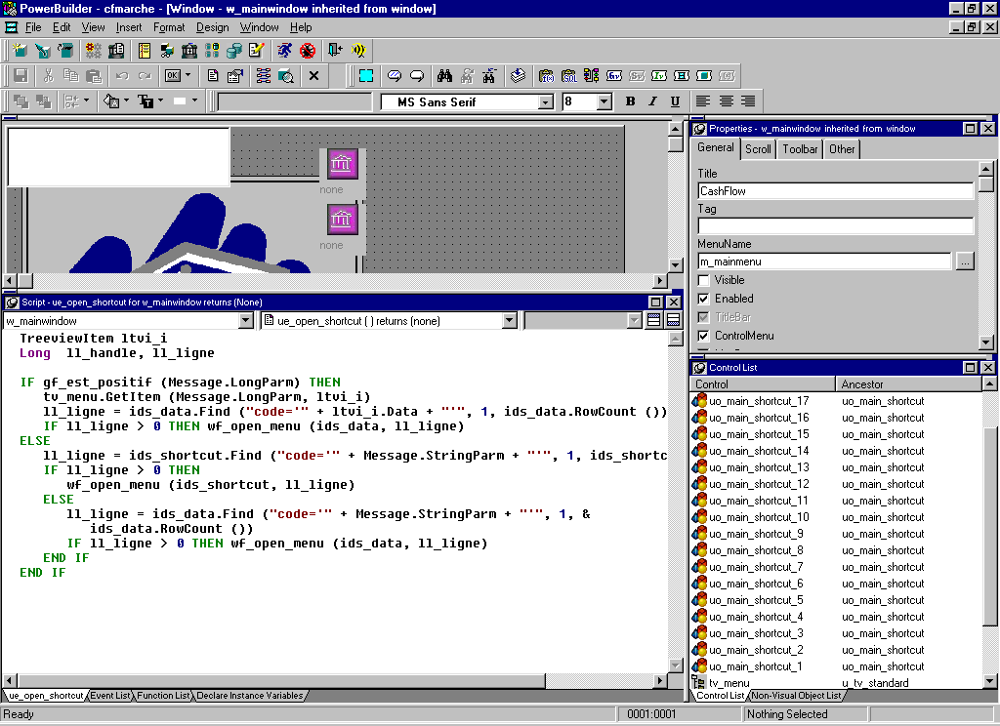 PowerBuilder - cfmarche - [Window - w_mainwindow inherited from window]
File Edit View Insert Format Design Window Help
OK
MS Sans Serif 8 B I U
none
none
Properties - w_mainwindow inherited from window
General Scroll Toolbar Other
Title
CashFlow
Tag
MenuName
m_mainmenu ...
Visible
Enabled
TitleBar
ControlMenu
Script - ue_open_shortcut for w_mainwindow returns (None)
w_mainwindow ue_open_shortcut ( ) returns (none)
TreeviewItem ltvi_i
Long ll_handle, ll_ligne
IF gf_est_positif (Message.LongParm) THEN
tv_menu.GetItem (Message.LongParm, ltvi_i)
ll_ligne = ids_data.Find ("code='" + ltvi_i.Data + "'", 1, ids_data.RowCount ())
IF ll_ligne > 0 THEN wf_open_menu (ids_data, ll_ligne)
ELSE
ll_ligne = ids_shortcut.Find ("code='" + Message.StringParm + "'", 1, ids_shortc
IF ll_ligne > 0 THEN
wf_open_menu (ids_shortcut, ll_ligne)
ELSE
ll_ligne = ids_data.Find ("code='" + Message.StringParm + "'", 1, &
ids_data.RowCount ())
IF ll_ligne > 0 THEN wf_open_menu (ids_data, ll_ligne)
END IF
END IF
ue_open_shortcut Event List Function List Declare Instance Variables
Control List
Control Ancestor
uo_main_shortcut_17 uo_main_shortcut
uo_main_shortcut_16 uo_main_shortcut
uo_main_shortcut_15 uo_main_shortcut
uo_main_shortcut_14 uo_main_shortcut
uo_main_shortcut_13 uo_main_shortcut
uo_main_shortcut_12 uo_main_shortcut
uo_main_shortcut_11 uo_main_shortcut
uo_main_shortcut_10 uo_main_shortcut
uo_main_shortcut_9 uo_main_shortcut
uo_main_shortcut_8 uo_main_shortcut
uo_main_shortcut_7 uo_main_shortcut
uo_main_shortcut_6 uo_main_shortcut
uo_main_shortcut_5 uo_main_shortcut
uo_main_shortcut_4 uo_main_shortcut
uo_main_shortcut_3 uo_main_shortcut
uo_main_shortcut_2 uo_main_shortcut
uo_main_shortcut_1 uo_main_shortcut
tv_menu u_tv_standard
Control List Non-Visual Object List
Ready 0001:0001 Nothing Selected